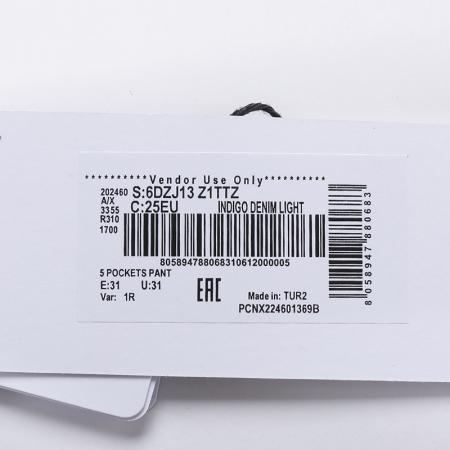 **********Vendor Use Only**********
202460 S:6DZJ13 Z1TTZ
A/X
3355 C:25EU INDIGO DENIM LIGHT
R310
1700
805894788068310612000005
5 POCKETS PANT
E:31 U:31
Var: 1R
EAC
Made in: TUR2
PCNX224601369B
8 058947 880683